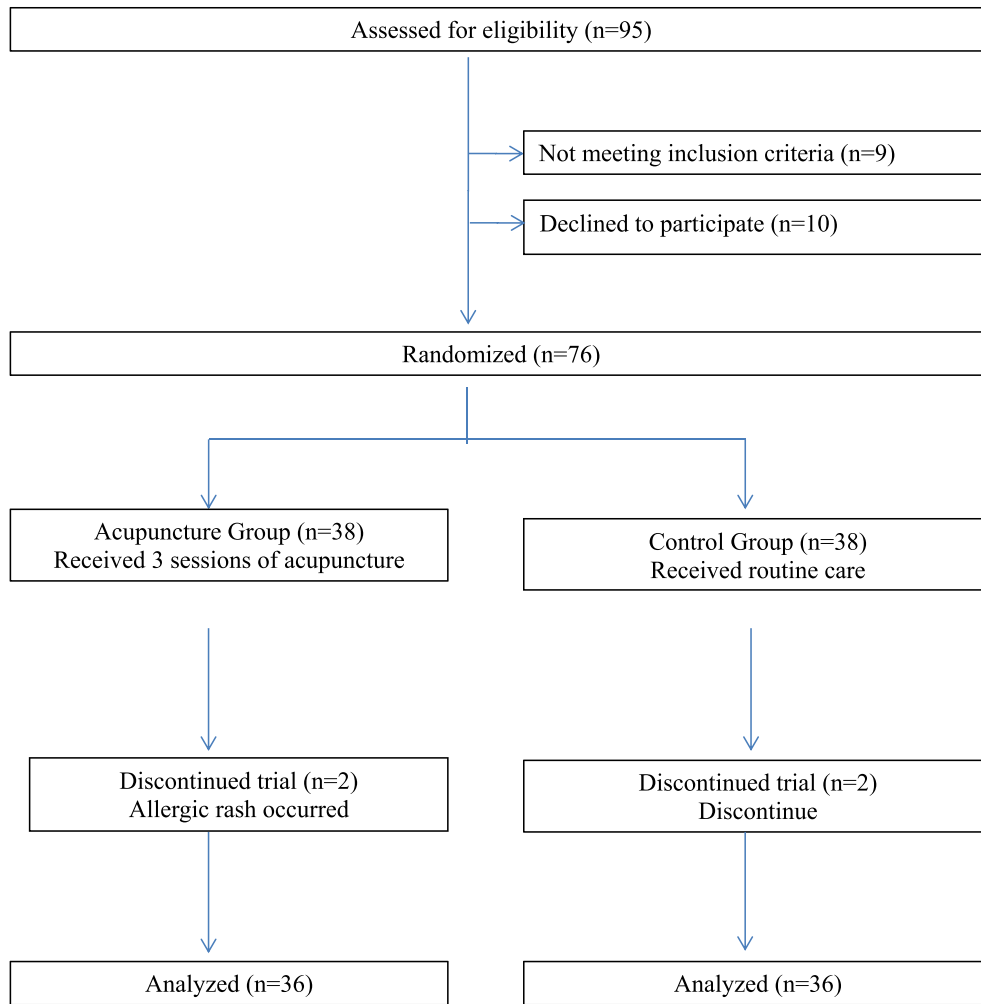 Assessed for eligibility (n=95)
Not meeting inclusion criteria (n=9)
Declined to participate (n=10)
Randomized (n=76)
Acupuncture Group (n=38)
Received 3 sessions of acupuncture
Control Group (n=38)
Received routine care
Discontinued trial (n=2)
Allergic rash occurred
Discontinued trial (n=2)
Discontinue
Analyzed (n=36)
Analyzed (n=36)